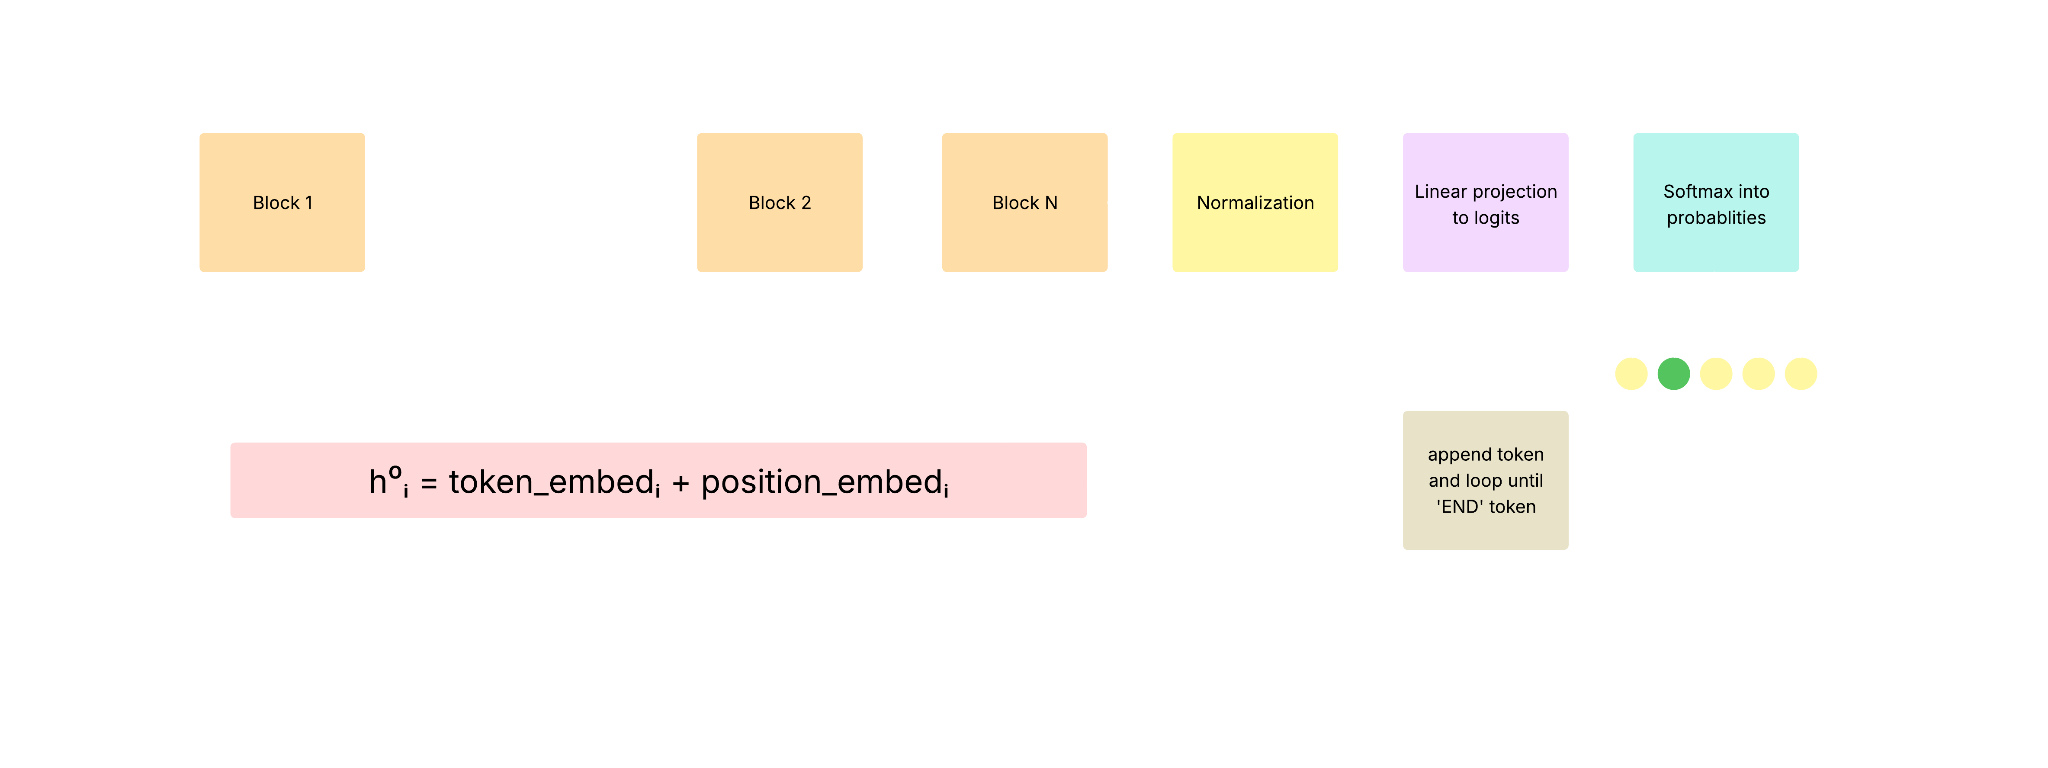 Block 1
Block 2
Block N
Normalization
Linear projection
to logits
Softmax into
probablities
h⁰ᵢ = token_embedᵢ + position_embedᵢ
append token
and loop until
'END' token